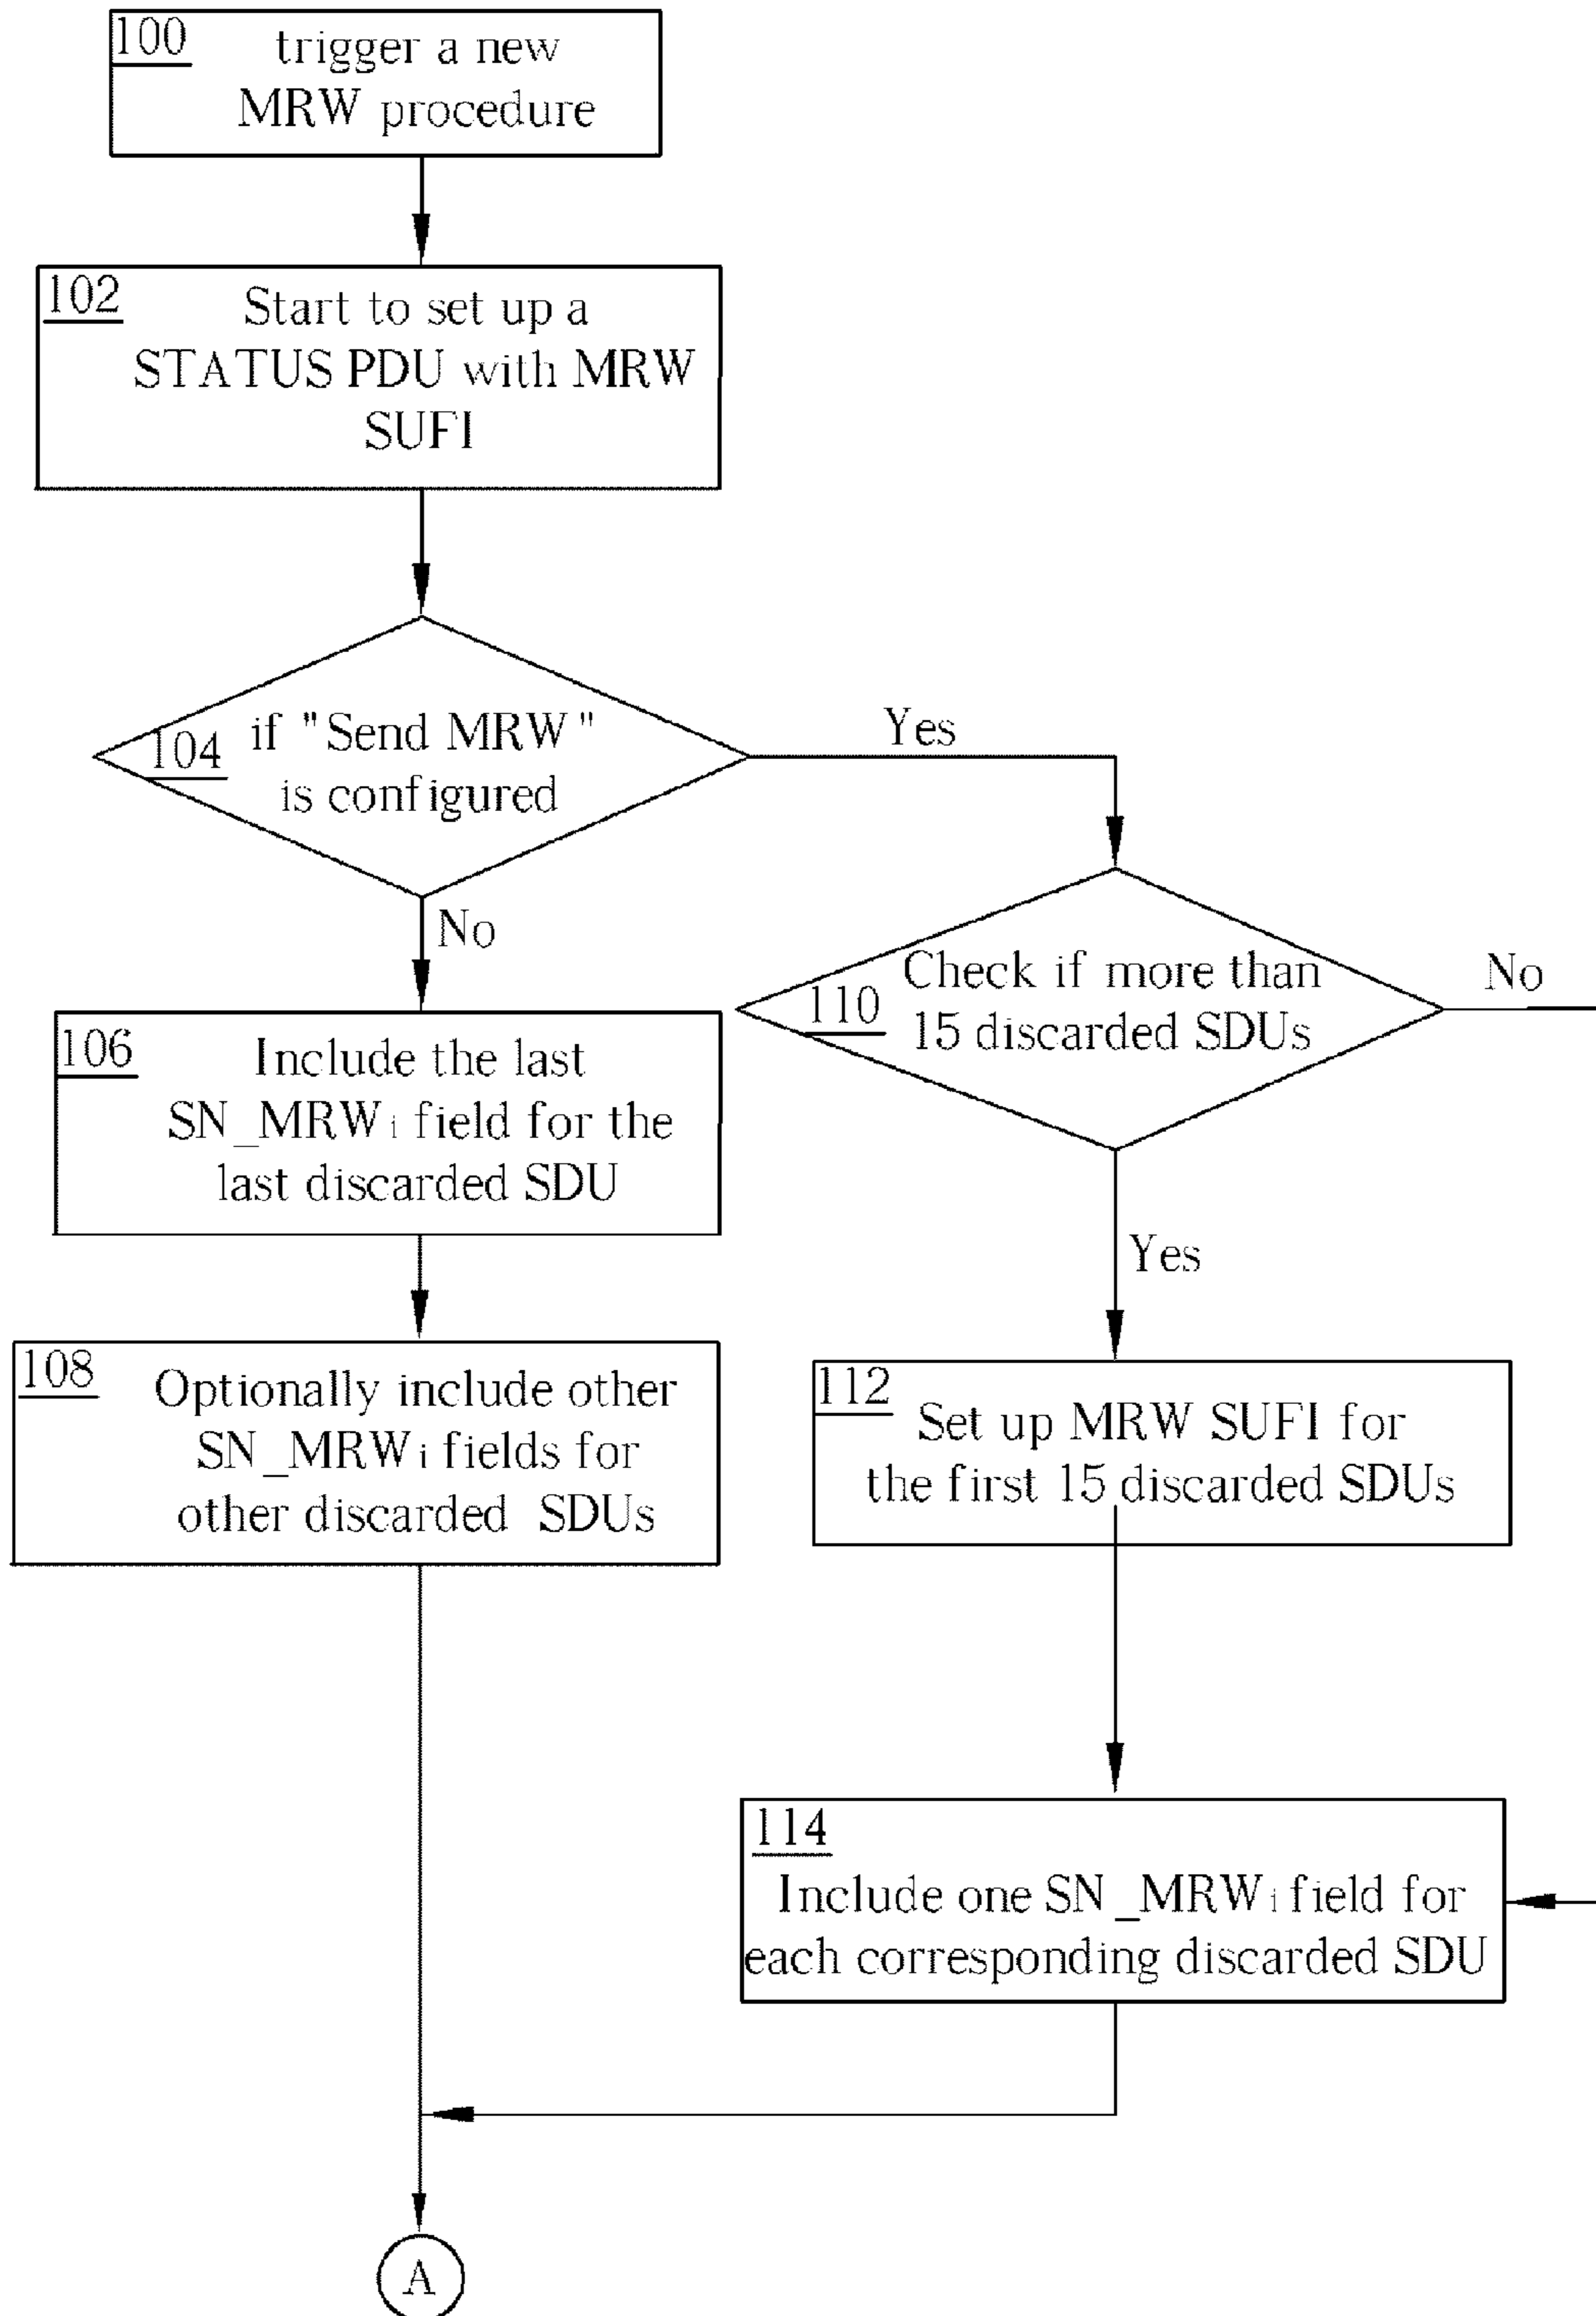 100 trigger a new
MRW procedure
102 Start to set up a
STATUS PDU with MRW
SUFI
104 if "Send MRW"
is configured
Yes
No
106 Include the last
SN_MRWi field for the
last discarded SDU
108 Optionally include other
SN_MRWi fields for
other discarded SDUs
110 Check if more than
15 discarded SDUs
No
Yes
112 Set up MRW SUFI for
the first 15 discarded SDUs
114
Include one SN_MRWi field for
each corresponding discarded SDU
A